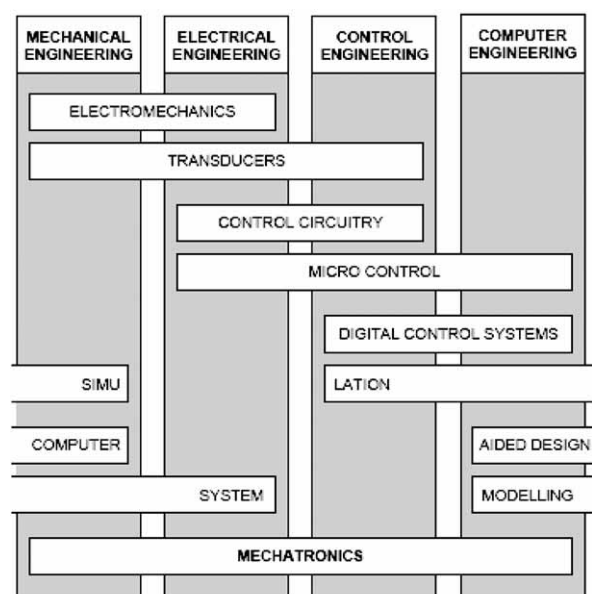 MECHANICAL
ENGINEERING
ELECTRICAL
ENGINEERING
CONTROL
ENGINEERING
COMPUTER
ENGINEERING
ELECTROMECHANICS
TRANSDUCERS
CONTROL CIRCUITRY
MICRO CONTROL
DIGITAL CONTROL SYSTEMS
SIMU LATION
COMPUTER AIDED DESIGN
SYSTEM MODELLING
MECHATRONICS